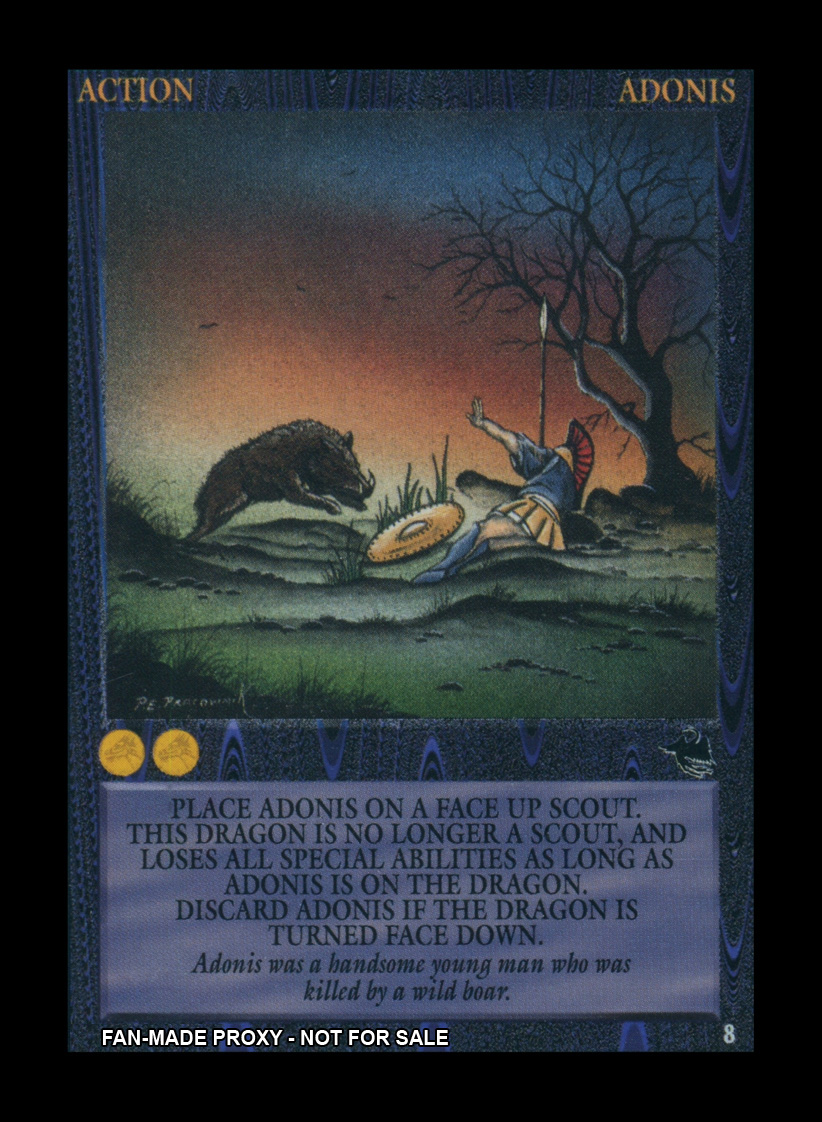 ACTION ADONIS
P.E.
PLACE ADONIS ON A FACE UP SCOUT.
THIS DRAGON IS NO LONGER A SCOUT, AND
LOSES ALL SPECIAL ABILITIES AS LONG AS
ADONIS IS ON THE DRAGON.
DISCARD ADONIS IF THE DRAGON IS
TURNED FACE DOWN.
Adonis was a handsome young man who was
killed by a wild boar.
FAN-MADE PROXY - NOT FOR SALE
8